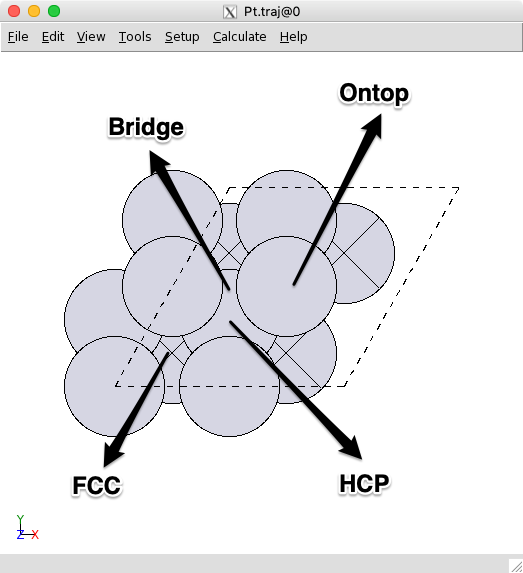 Pt.traj@0
File Edit View Tools Setup Calculate Help
Ontop
Bridge
FCC
HCP
Y
Z X